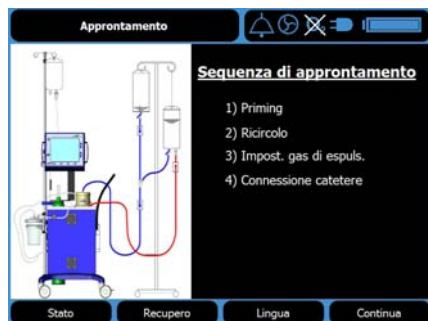 Approntamento
Sequenza di approntamento
1) Priming
2) Ricircolo
3) Impost. gas di espuls.
4) Connessione catetere
Stato
Recupero
Lingua
Continua